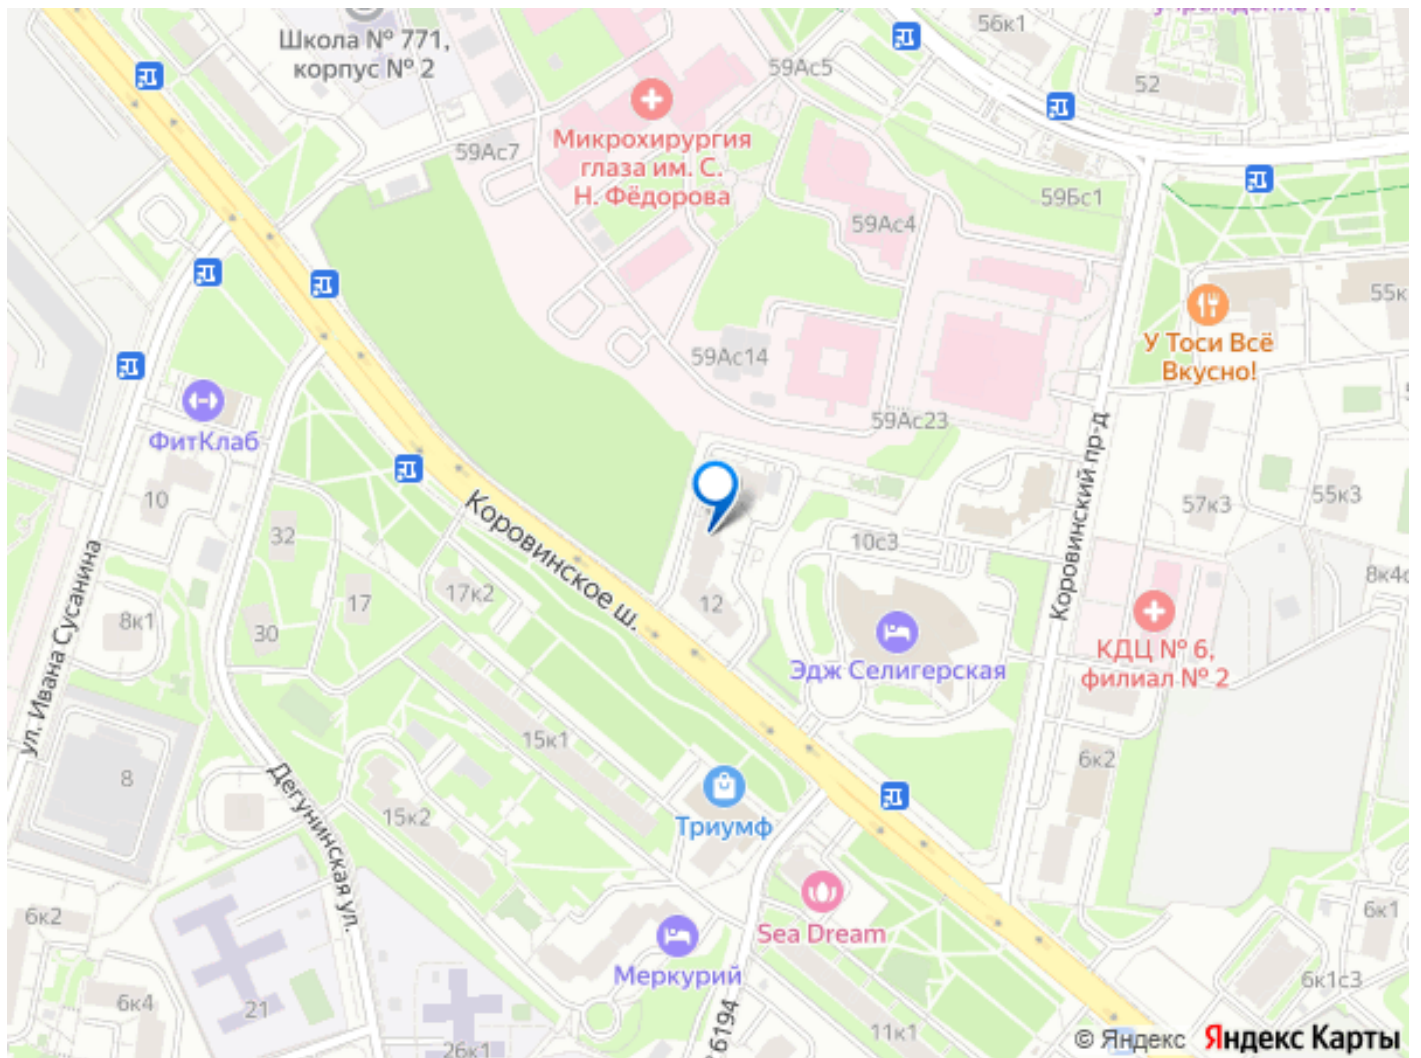 56к1
Школа № 771,
корпус № 2
59Ас5
52
Микрохирургия
глаза им. С.
Н. Фёдорова
59Ас7
59Бс1
59Ас4
55к
У Тоси Всё
Вкусно!
59Ас14
59Ас23
ФитКлаб
Коровинский пр-д
10
57к3
55к3
Коровинское ш.
32
10с3
17к2
17
12
8к1
30
ул. Ивана Сусанина
Эдж Селигерская
КДЦ № 6,
филиал № 2
15к1
6к2
8
Дегунинская ул.
15к2
Триумф
6к2
Sea Dream
6к1
Меркурий
6к4
21
6к1с3
6194
11к1
26к1
© Яндекс Яндекс Карты